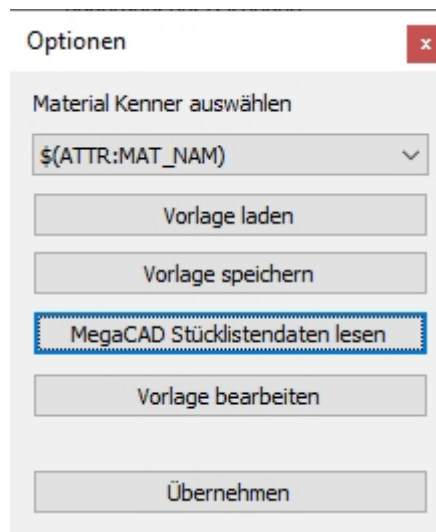 Optionen
x
Material Kenner auswählen
$(ATTR:MAT_NAM)
Vorlage laden
Vorlage speichern
MegaCAD Stücklistendaten lesen
Vorlage bearbeiten
Übernehmen